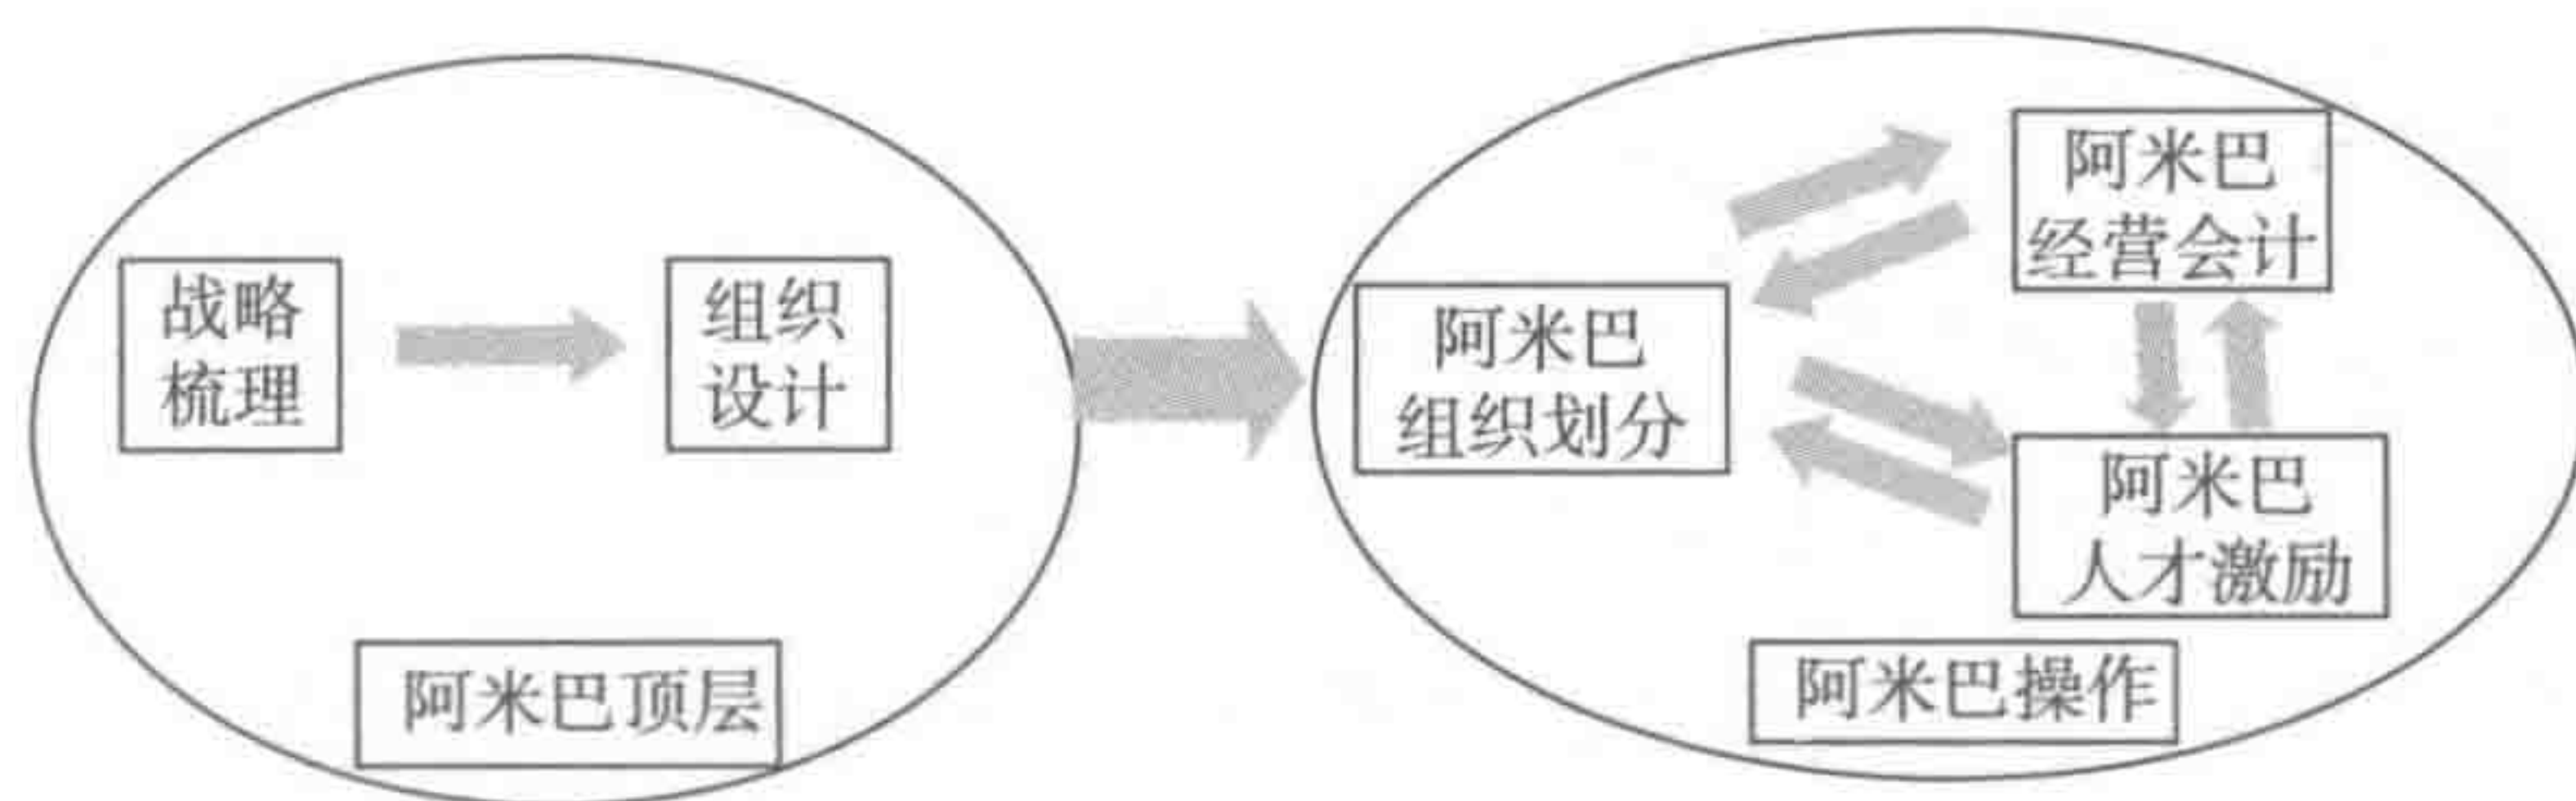 战略
梳理
组织
设计
阿米巴顶层
阿米巴
组织划分
阿米巴
经营会计
阿米巴
人才激励
阿米巴操作